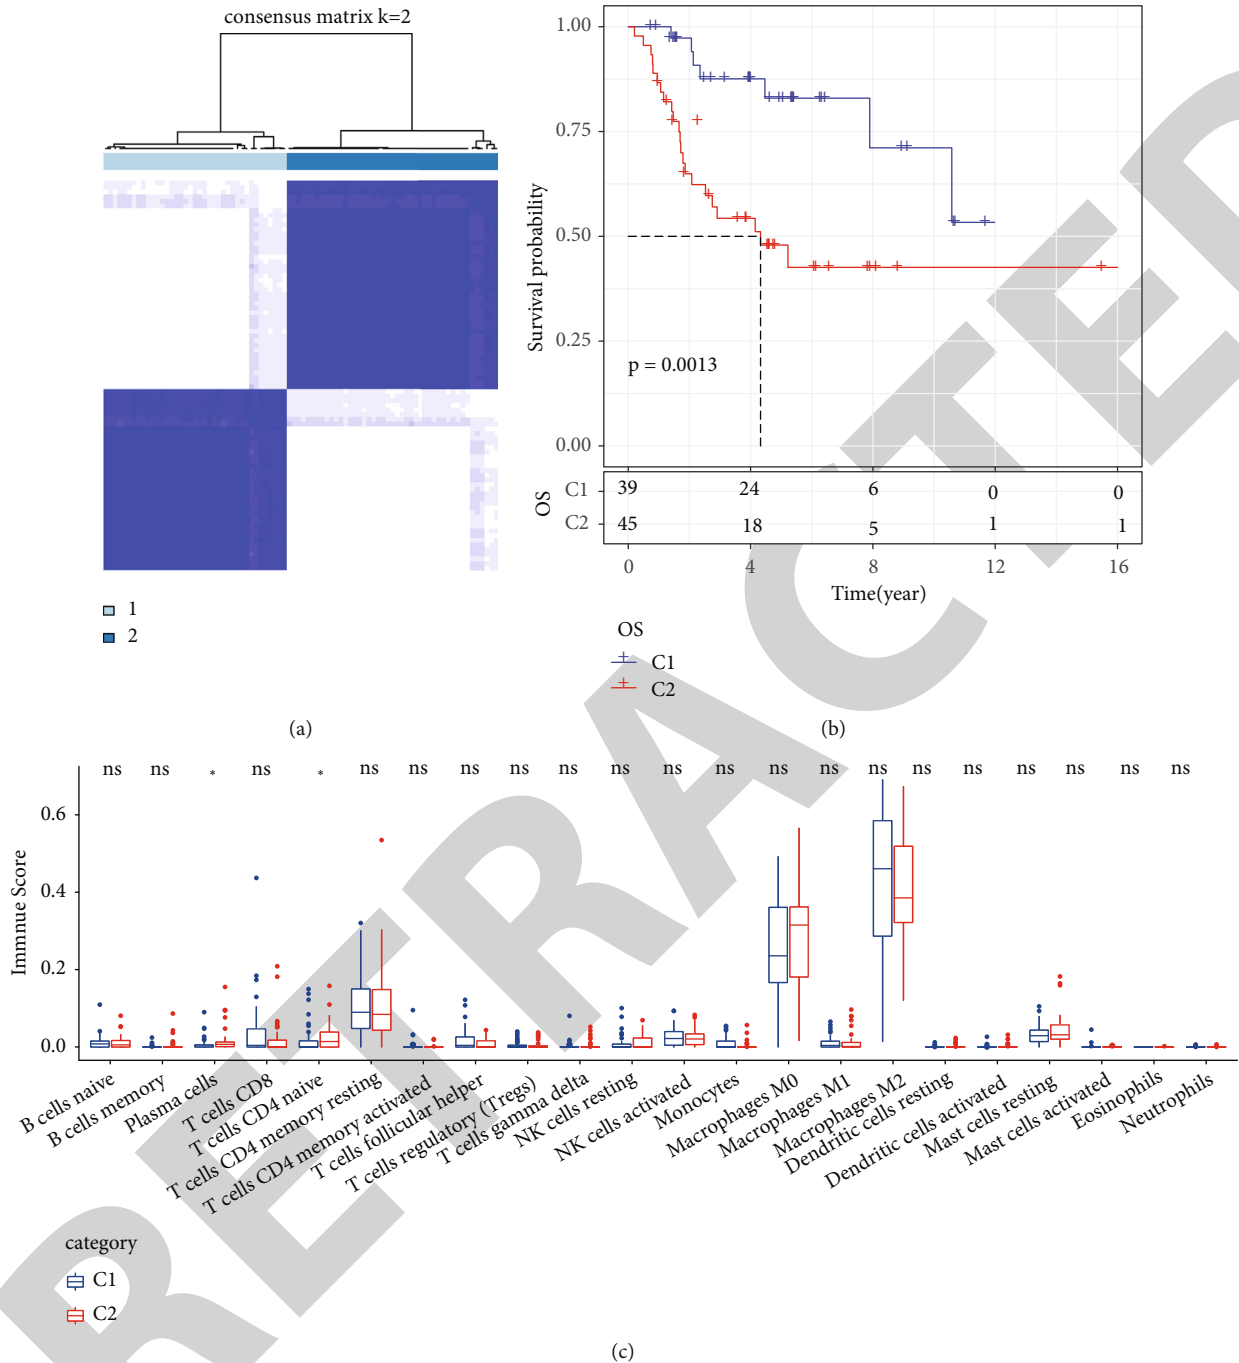 consensus matrix k=2
1
2
(a)
Survival probability
1.00
0.75
0.50
0.25
0.00
p = 0.0013
OS
C1 39 24 6 0 0
C2 45 18 5 1 1
0 4 8 12 16
Time(year)
OS
C1
C2
(b)
ns ns * ns * ns ns ns ns ns ns ns ns ns ns ns ns ns ns ns ns ns
Immnue Score
0.6
0.4
0.2
0.0
B cells naive
B cells memory
Plasma cells
T cells CD8
T cells CD4 naive
T cells CD4 memory resting
T cells CD4 memory activated
T cells follicular helper
T cells regulatory (Tregs)
T cells gamma delta
NK cells resting
NK cells activated
Monocytes
Macrophages M0
Macrophages M1
Macrophages M2
Dendritic cells resting
Dendritic cells activated
Mast cells resting
Mast cells activated
Eosinophils
Neutrophils
category
C1
C2
(c)
RETRACTED